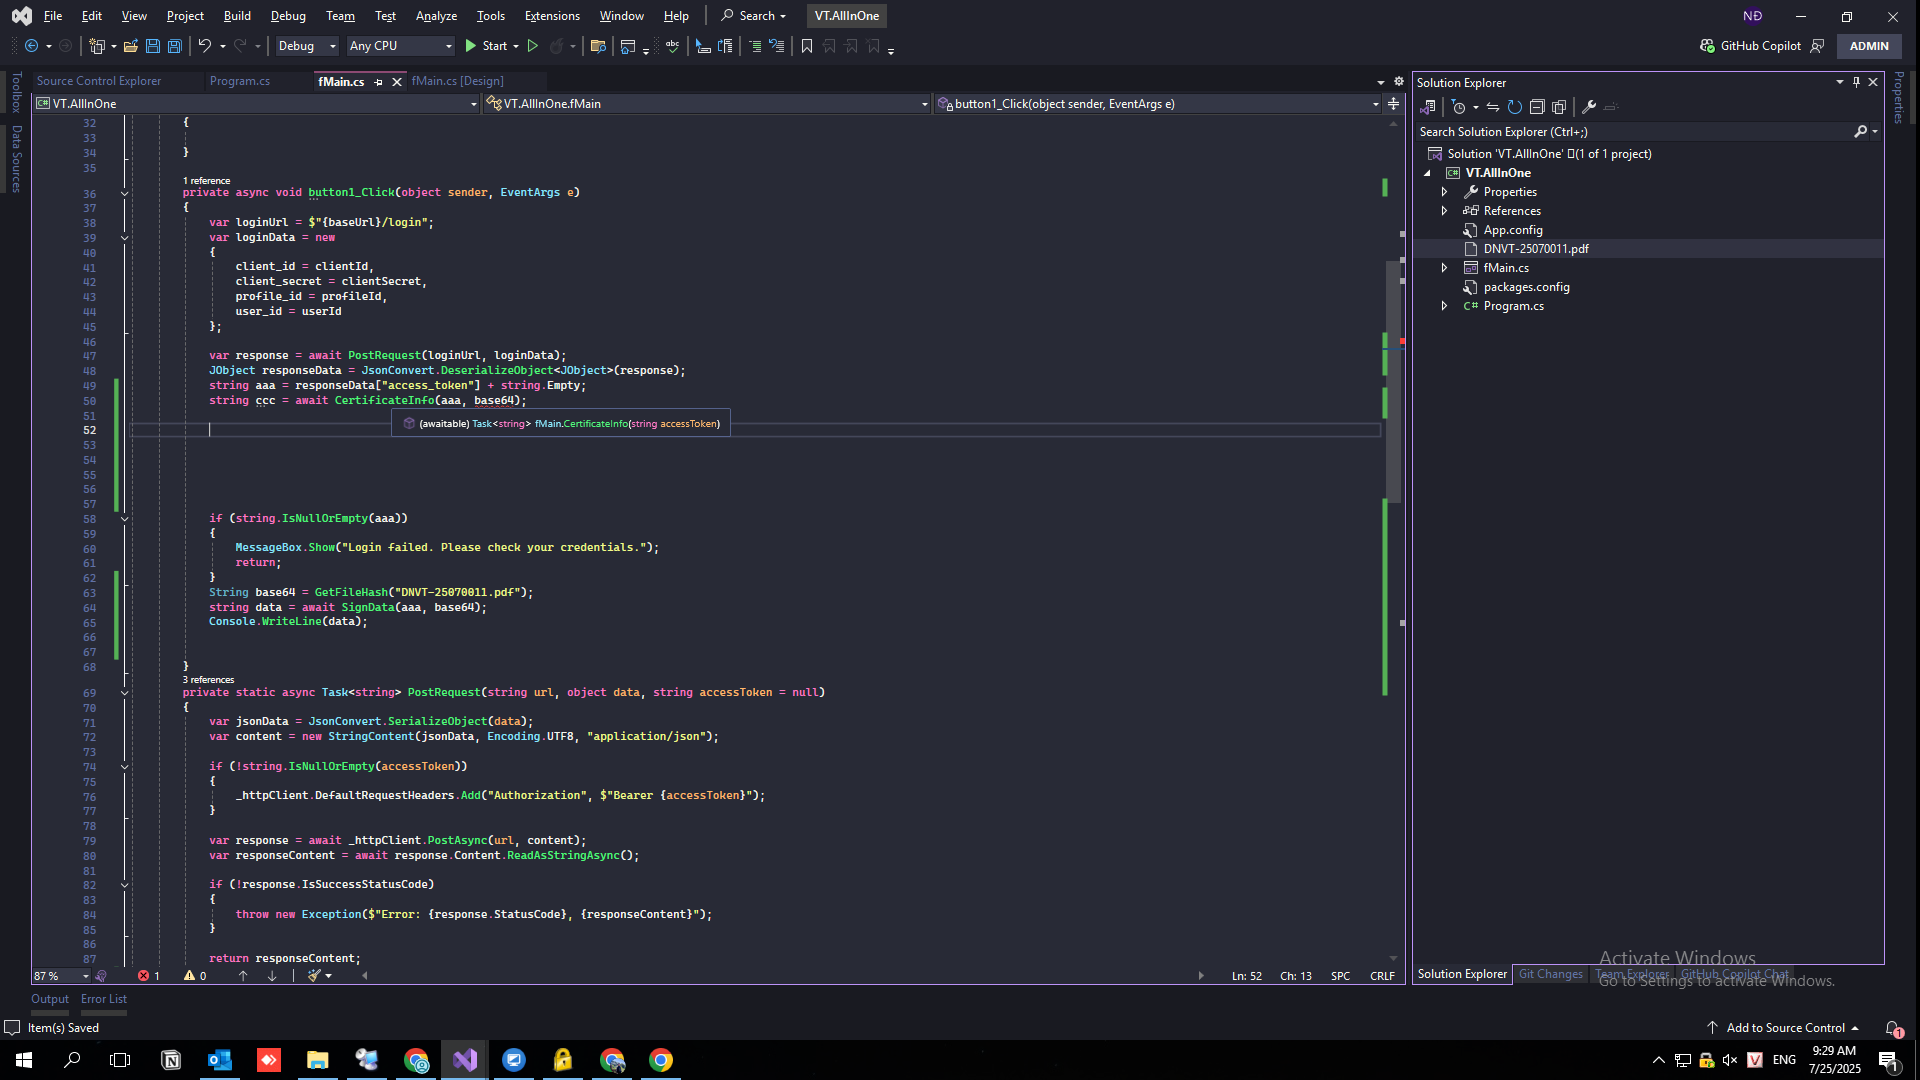 File Edit View Project Build Debug Team Test Analyze Tools Extensions Window Help Search VT.AllInOne NĐ
Debug Any CPU Start GitHub Copilot ADMIN
Toolbox
Data Sources
Source Control Explorer Program.cs fMain.cs fMain.cs [Design]
VT.AllInOne VT.AllInOne.fMain button1_Click(object sender, EventArgs e)
32 {
33
34 }
35
1 reference
36 private async void button1_Click(object sender, EventArgs e)
37 {
38 var loginUrl = $"{baseUrl}/login";
39 var loginData = new
40 {
41 client_id = clientId,
42 client_secret = clientSecret,
43 profile_id = profileId,
44 user_id = userId
45 };
46
47 var response = await PostRequest(loginUrl, loginData);
48 JObject responseData = JsonConvert.DeserializeObject<JObject>(response);
49 string aaa = responseData["access_token"] + string.Empty;
50 string ccc = await CertificateInfo(aaa, base64);
51
(awaitable) Task<string> fMain.CertificateInfo(string accessToken)
52
53
54
55
56
57
58 if (string.IsNullOrEmpty(aaa))
59 {
60 MessageBox.Show("Login failed. Please check your credentials.");
61 return;
62 }
63 String base64 = GetFileHash("DNVT-25070011.pdf");
64 string data = await SignData(aaa, base64);
65 Console.WriteLine(data);
66
67
68 }
3 references
69 private static async Task<string> PostRequest(string url, object data, string accessToken = null)
70 {
71 var jsonData = JsonConvert.SerializeObject(data);
72 var content = new StringContent(jsonData, Encoding.UTF8, "application/json");
73
74 if (!string.IsNullOrEmpty(accessToken))
75 {
76 _httpClient.DefaultRequestHeaders.Add("Authorization", $"Bearer {accessToken}");
77 }
78
79 var response = await _httpClient.PostAsync(url, content);
80 var responseContent = await response.Content.ReadAsStringAsync();
81
82 if (!response.IsSuccessStatusCode)
83 {
84 throw new Exception($"Error: {response.StatusCode}, {responseContent}");
85 }
86
87 return responseContent;
87 % 1 0 Ln: 52 Ch: 13 SPC CRLF
Solution Explorer
Search Solution Explorer (Ctrl+;)
Solution 'VT.AllInOne' (1 of 1 project)
VT.AllInOne
Properties
References
App.config
DNVT-25070011.pdf
fMain.cs
packages.config
Program.cs
Properties
Activate Windows
Go to Settings to activate Windows.
Solution Explorer Git Changes Team Explorer GitHub Copilot Chat
Output Error List
Item(s) Saved
Add to Source Control 1
ENG 9:29 AM
7/25/2025 1